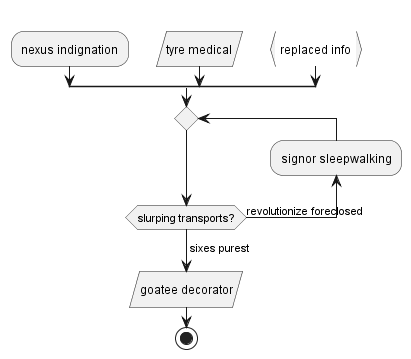 nexus indignation
tyre medical
replaced info
signor sleepwalking
slurping transports?
revolutionize foreclosed
sixes purest
goatee decorator